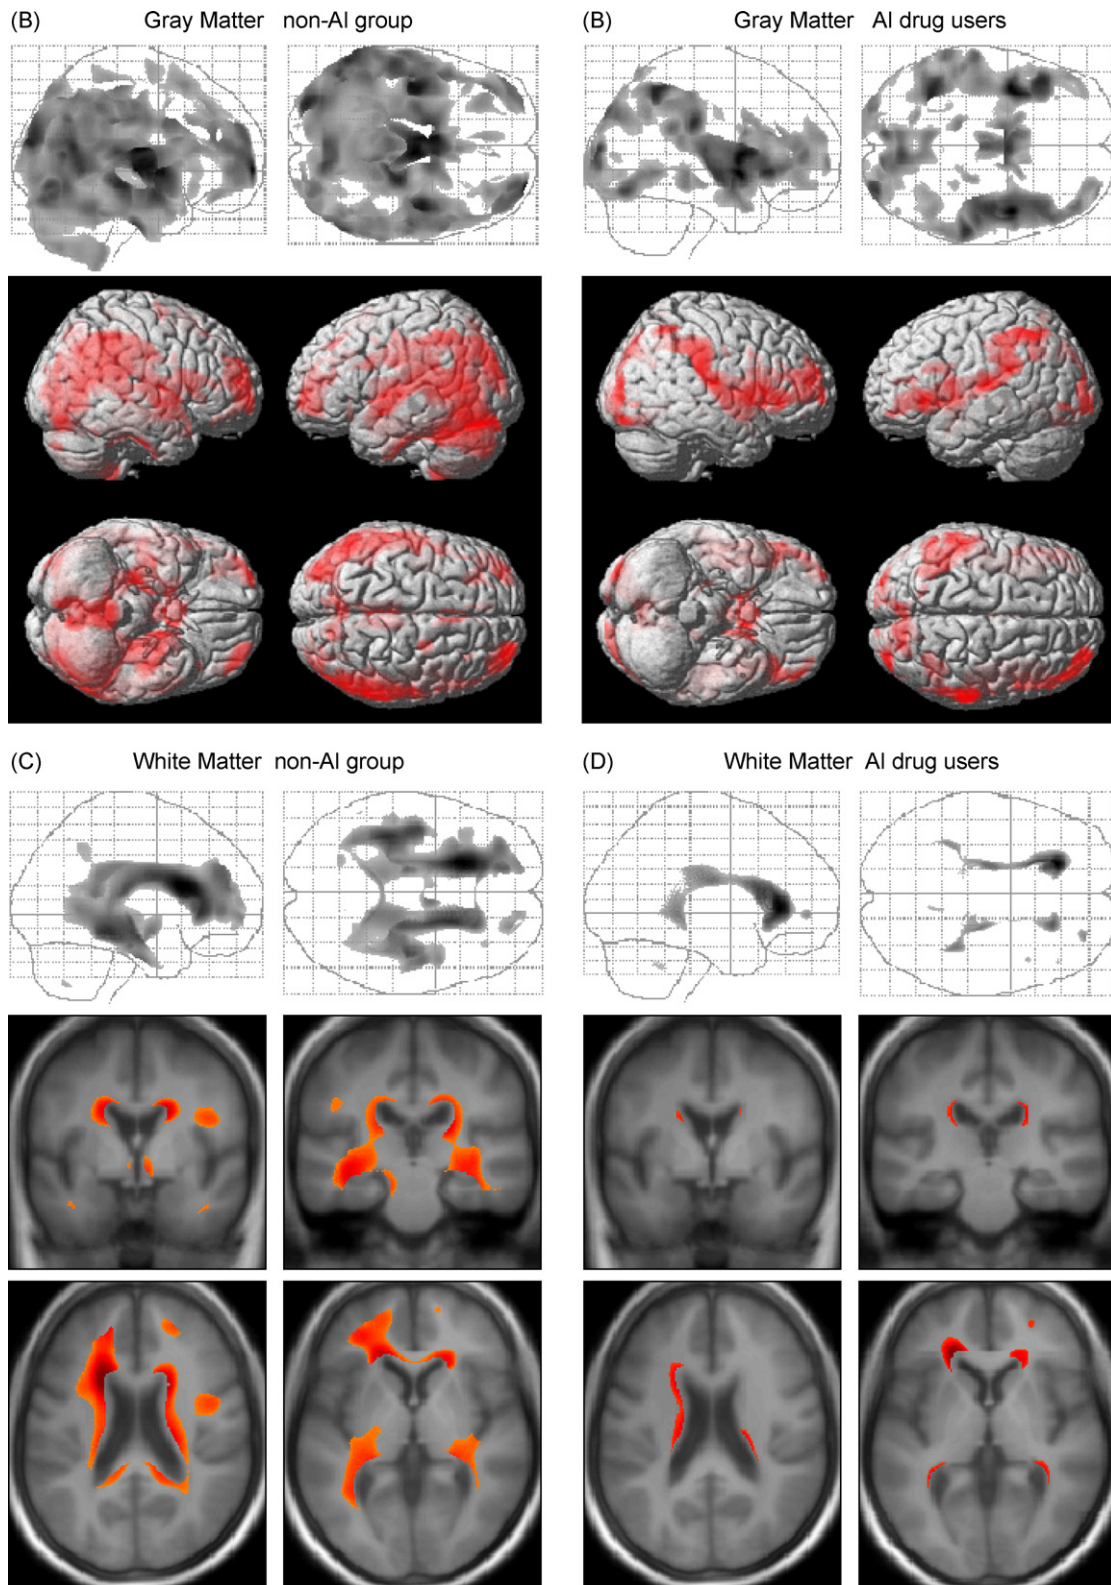 (B) Gray Matter non-AI group
(B) Gray Matter AI drug users
(C) White Matter non-AI group
(D) White Matter AI drug users